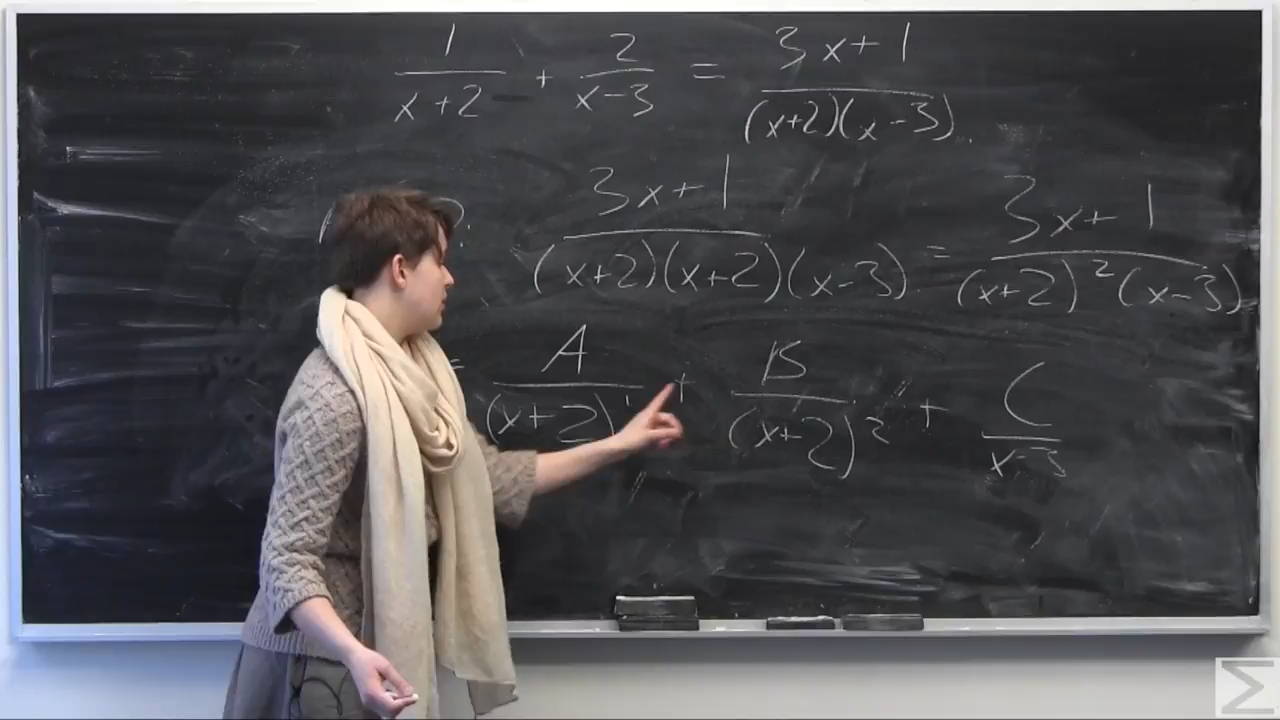 1/(x+2) + 2/(x-3) = (3x+1)/((x+2)(x-3)).
(3x+1)/((x+2)(x+2)(x-3)) = (3x+1)/((x+2)²(x-3))
= A/(x+2)¹ + B/(x+2)² + C/(x-3)
Σ